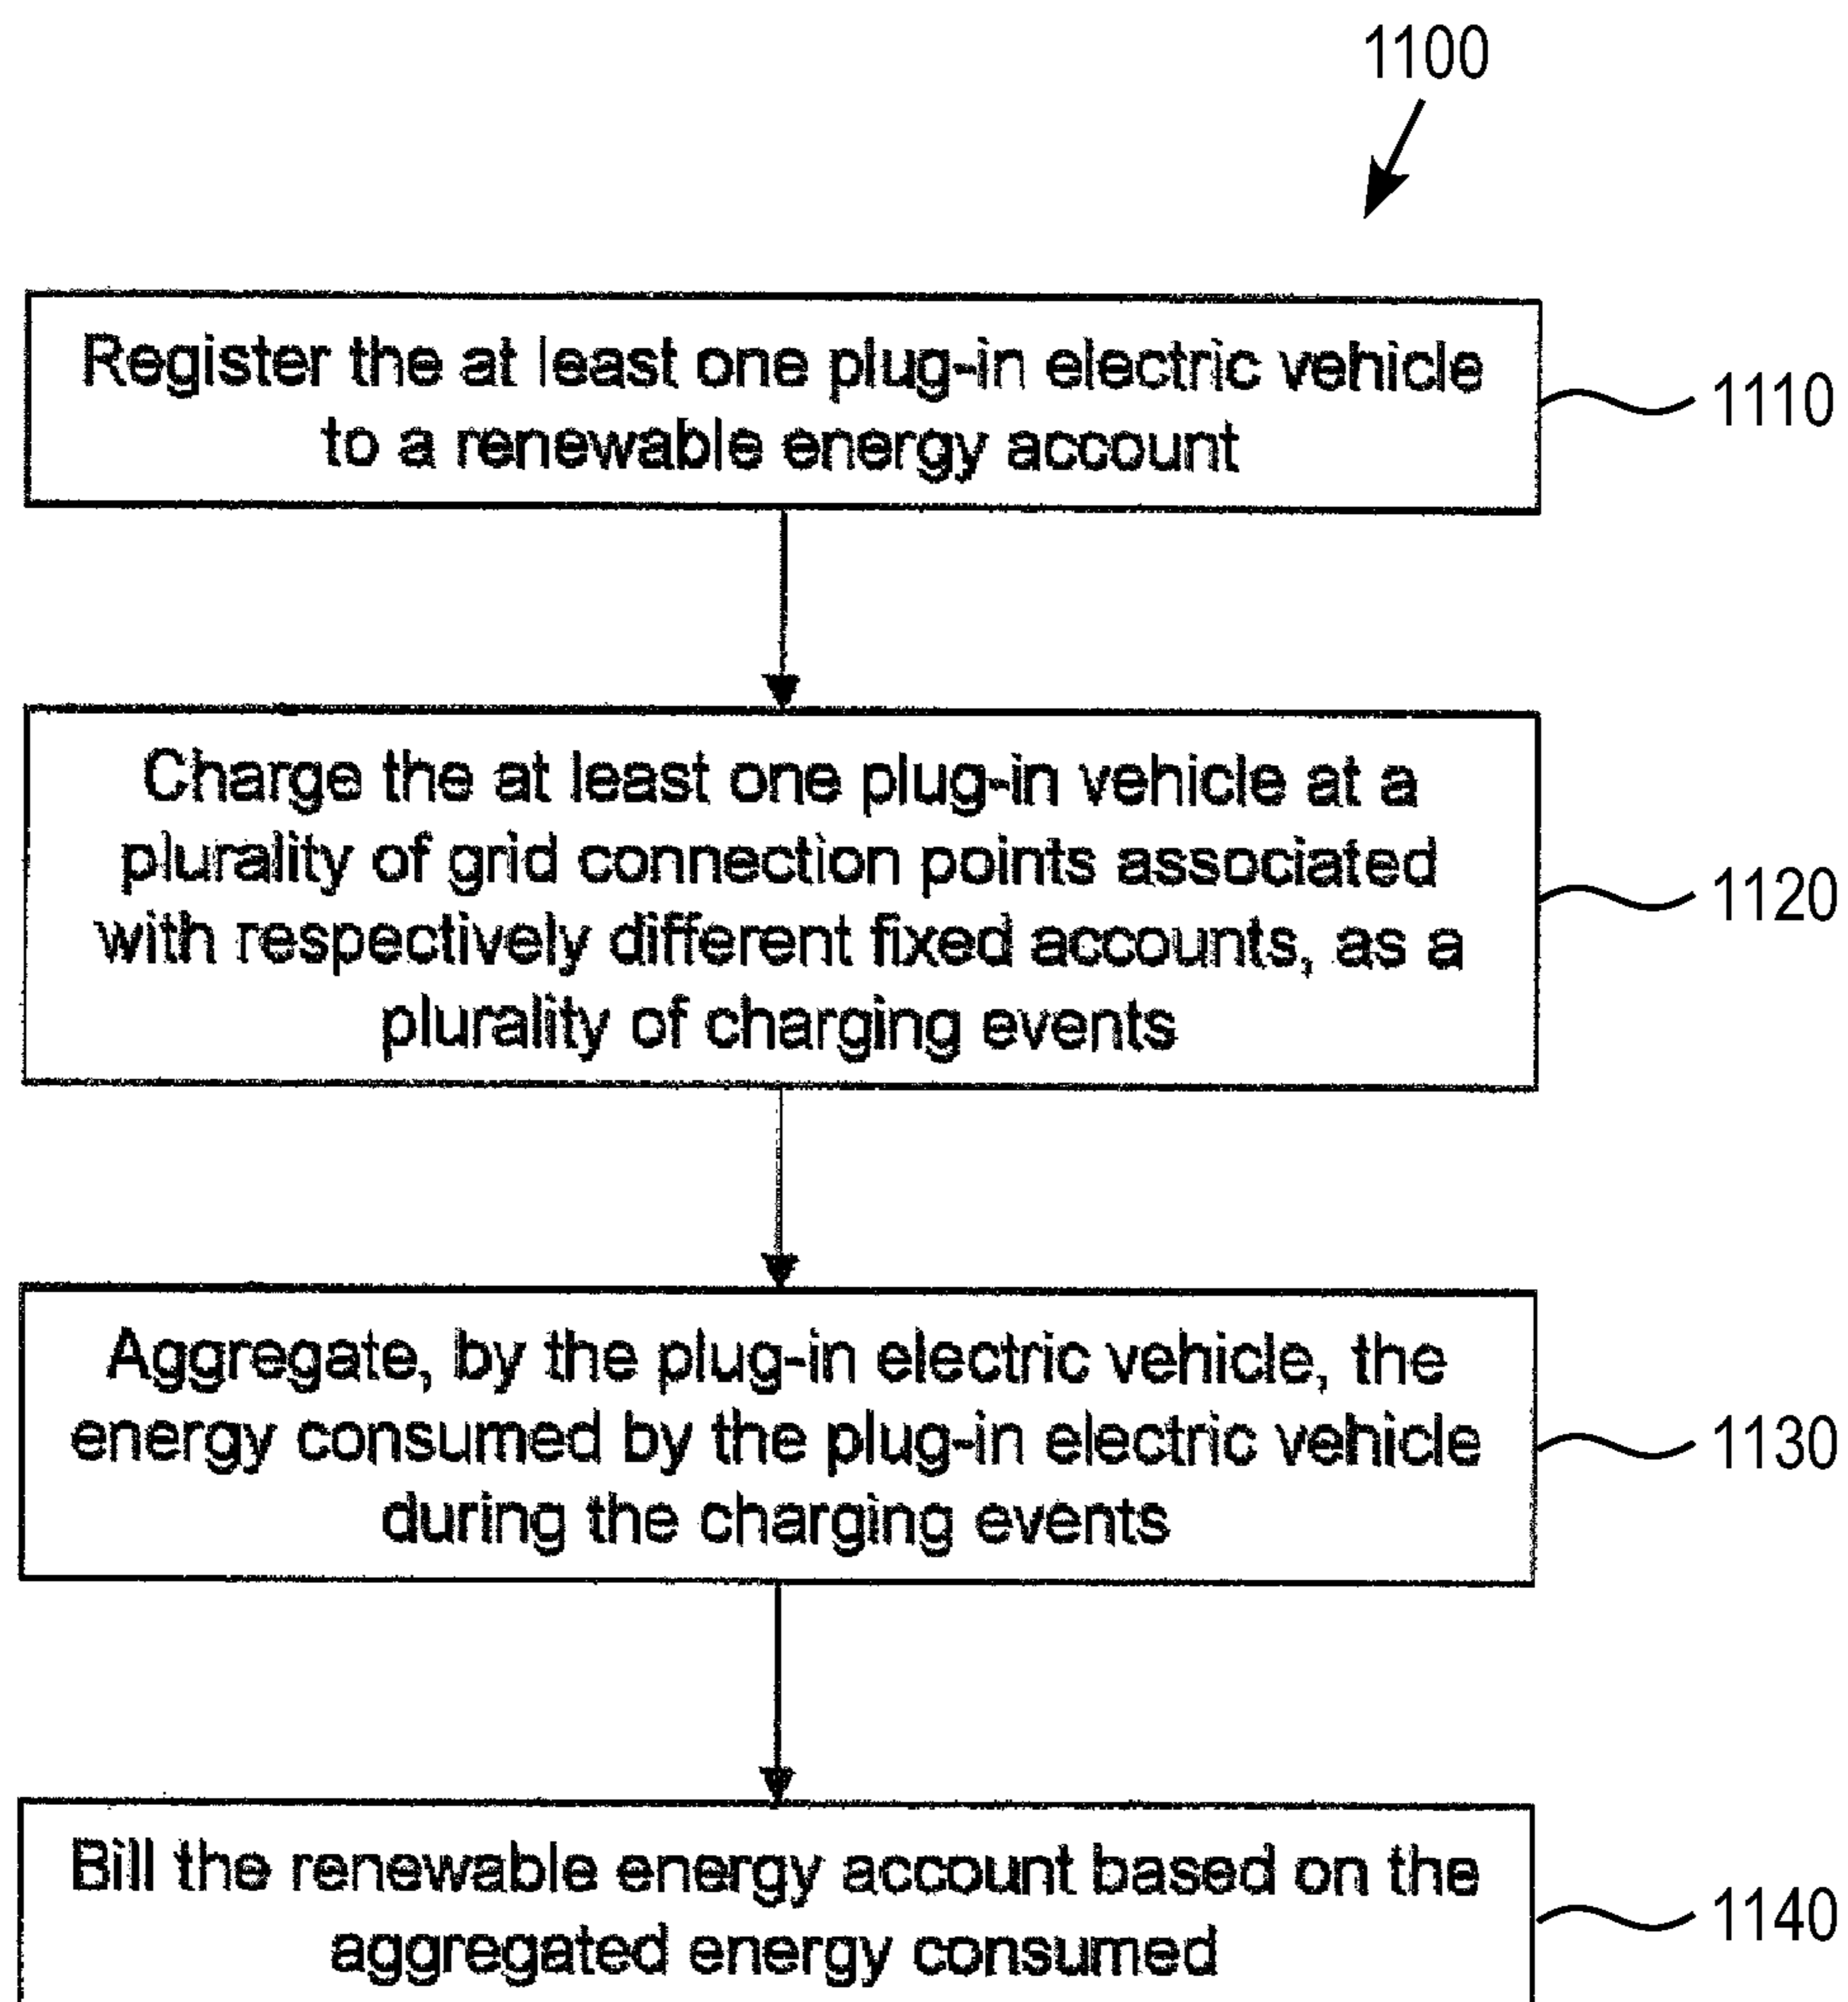 1100
Register the at least one plug-in electric vehicle
to a renewable energy account
1110
Charge the at least one plug-in vehicle at a
plurality of grid connection points associated
with respectively different fixed accounts, as a
plurality of charging events
1120
Aggregate, by the plug-in electric vehicle, the
energy consumed by the plug-in electric vehicle
during the charging events
1130
Bill the renewable energy account based on the
aggregated energy consumed
1140